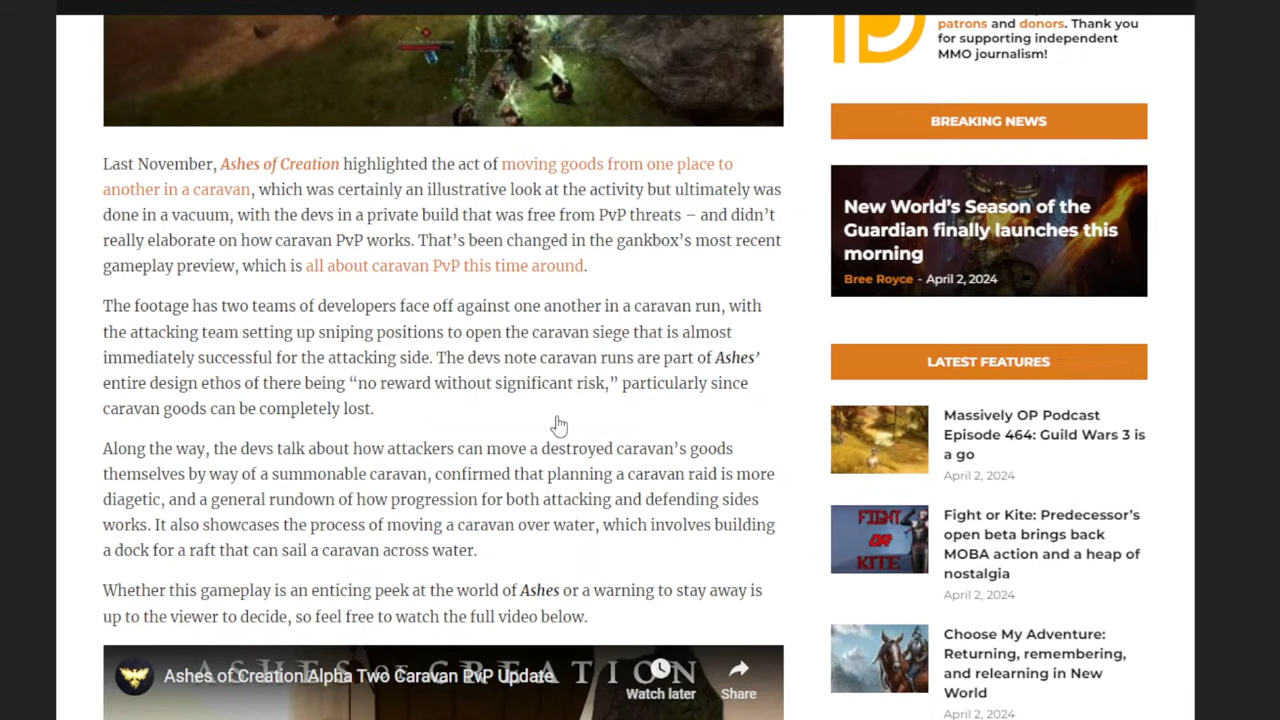 patrons and donors. Thank you
for supporting independent
MMO journalism!
Last November, Ashes of Creation highlighted the act of moving goods from one place to
another in a caravan, which was certainly an illustrative look at the activity but ultimately was
done in a vacuum, with the devs in a private build that was free from PvP threats – and didn't
really elaborate on how caravan PvP works. That's been changed in the gankbox's most recent
gameplay preview, which is all about caravan PvP this time around.
The footage has two teams of developers face off against one another in a caravan run, with
the attacking team setting up sniping positions to open the caravan siege that is almost
immediately successful for the attacking side. The devs note caravan runs are part of Ashes'
entire design ethos of there being “no reward without significant risk,” particularly since
caravan goods can be completely lost.
Along the way, the devs talk about how attackers can move a destroyed caravan's goods
themselves by way of a summonable caravan, confirmed that planning a caravan raid is more
diagetic, and a general rundown of how progression for both attacking and defending sides
works. It also showcases the process of moving a caravan over water, which involves building
a dock for a raft that can sail a caravan across water.
Whether this gameplay is an enticing peek at the world of Ashes or a warning to stay away is
up to the viewer to decide, so feel free to watch the full video below.
ASHES OF CREATION
Ashes of Creation Alpha Two Caravan PvP Update
Watch later
Share
BREAKING NEWS
New World's Season of the
Guardian finally launches this
morning
Bree Royce - April 2, 2024
LATEST FEATURES
Massively OP Podcast
Episode 464: Guild Wars 3 is
a go
April 2, 2024
FIGHT
OR
KITE
Fight or Kite: Predecessor's
open beta brings back
MOBA action and a heap of
nostalgia
April 2, 2024
Choose My Adventure:
Returning, remembering,
and relearning in New
World
April 2, 2024